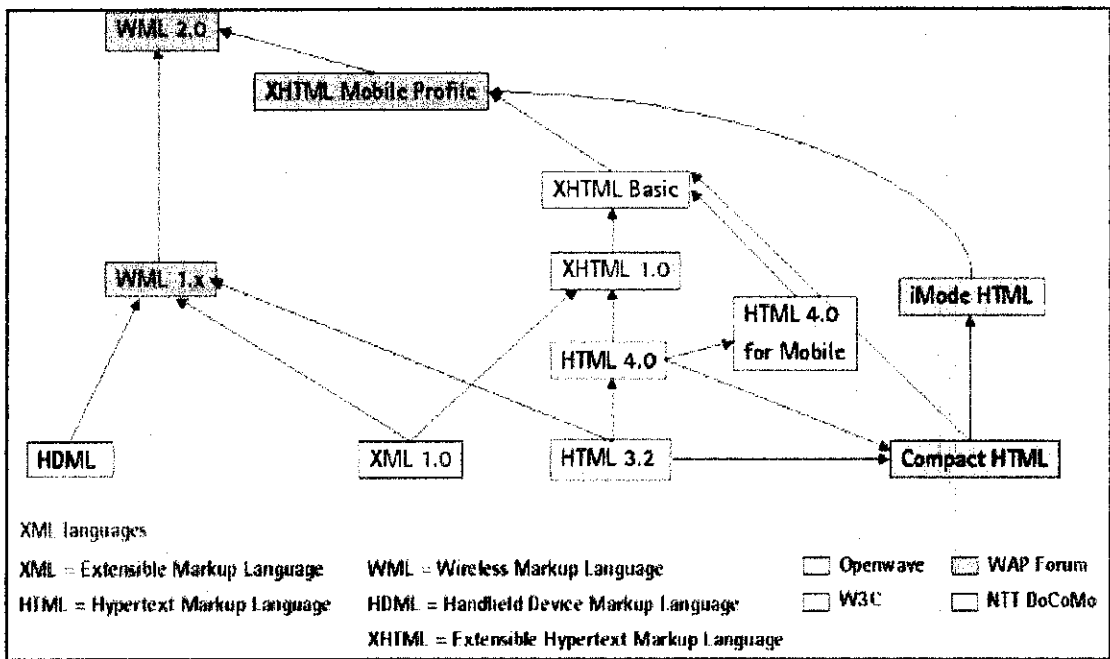 WML 2.0
XHTML Mobile Profile
XHTML Basic
WML 1.x
XHTML 1.0
iMode HTML
HTML 4.0
for Mobile
HTML 4.0
HDML
XML 1.0
HTML 3.2
Compact HTML
XML languages
XML = Extensible Markup Language
WML = Wireless Markup Language
Openwave
WAP Forum
HTML = Hypertext Markup Language
HDML = Handheld Device Markup Language
W3C
NTT DoCoMo
XHTML = Extensible Hypertext Markup Language